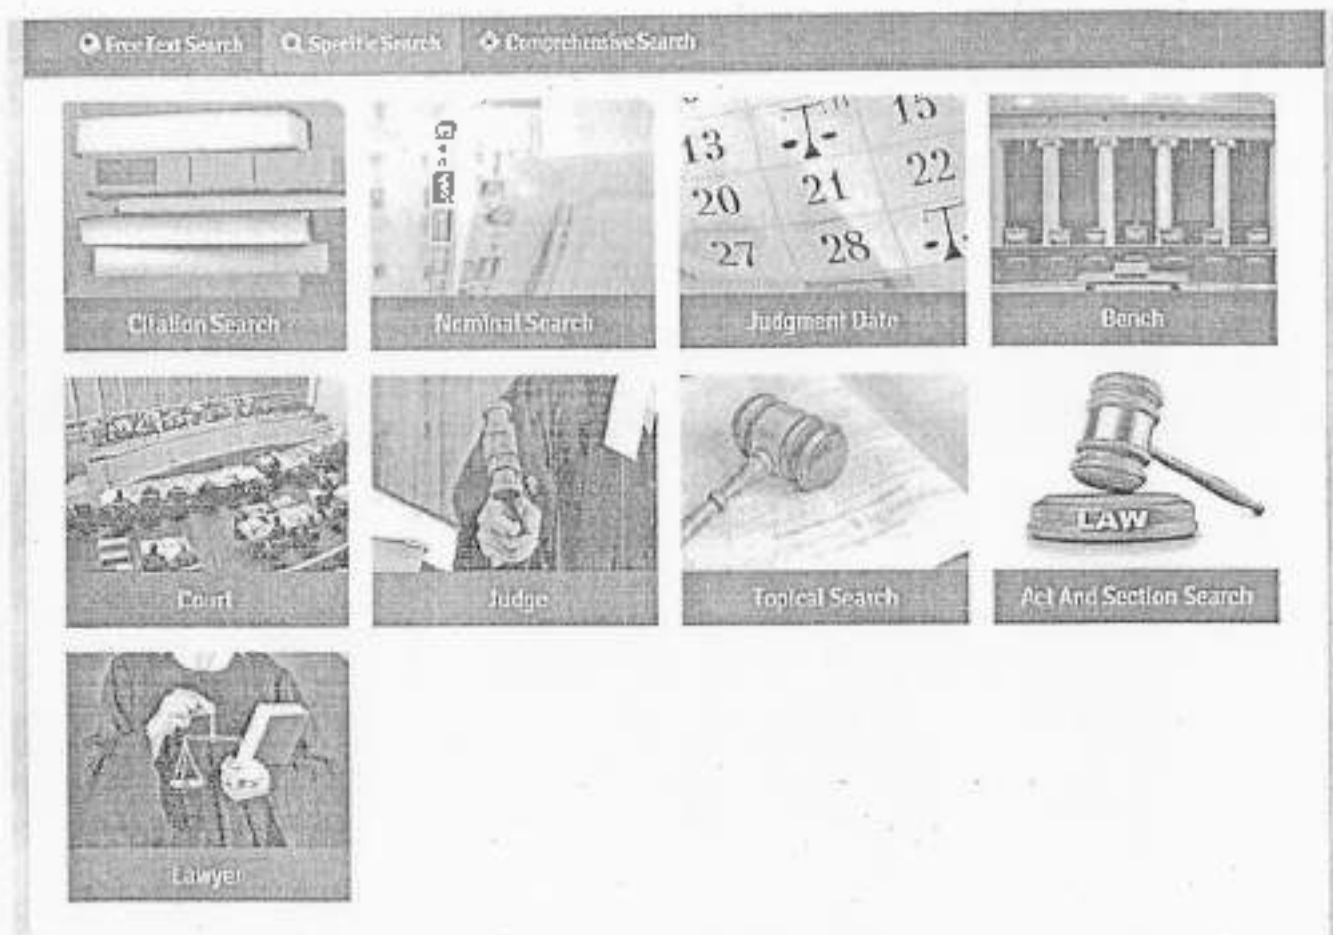 Free Text Search Specific Search Comprehensive Search
13 15
20 21 22
27 28
Citation Search Nominal Search Judgment Date Bench
LAW
Court Judge Topical Search Act And Section Search
Lawyer